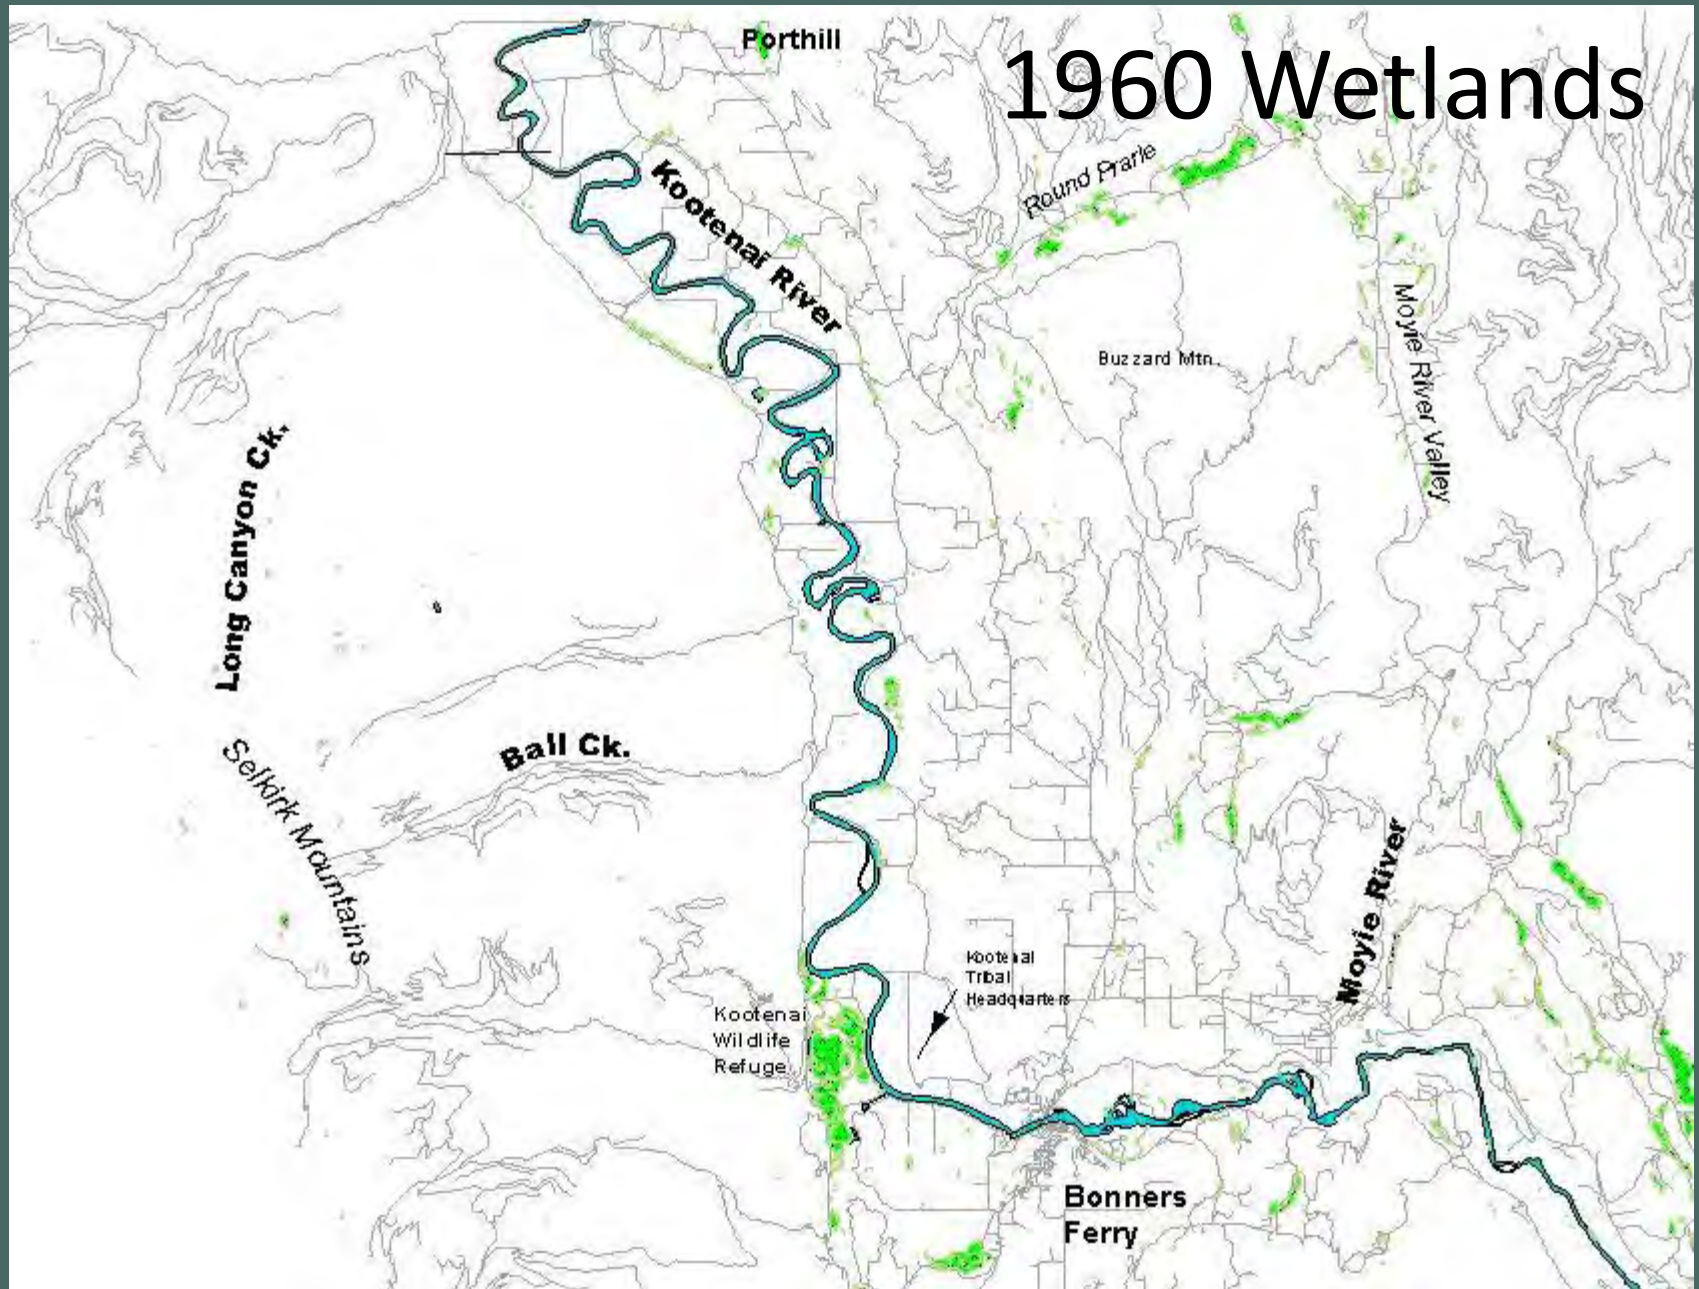 Porthill
1960 Wetlands
Round Prarie
Kootenai River
Moyie River Valley
Buzzard Mtn.
Long Canyon Ck.
Ball Ck.
Selkirk Mountains
Moyie River
Kootenai
Tribal
Headquarters
Kootenai
Wildlife
Refuge
Bonners
Ferry